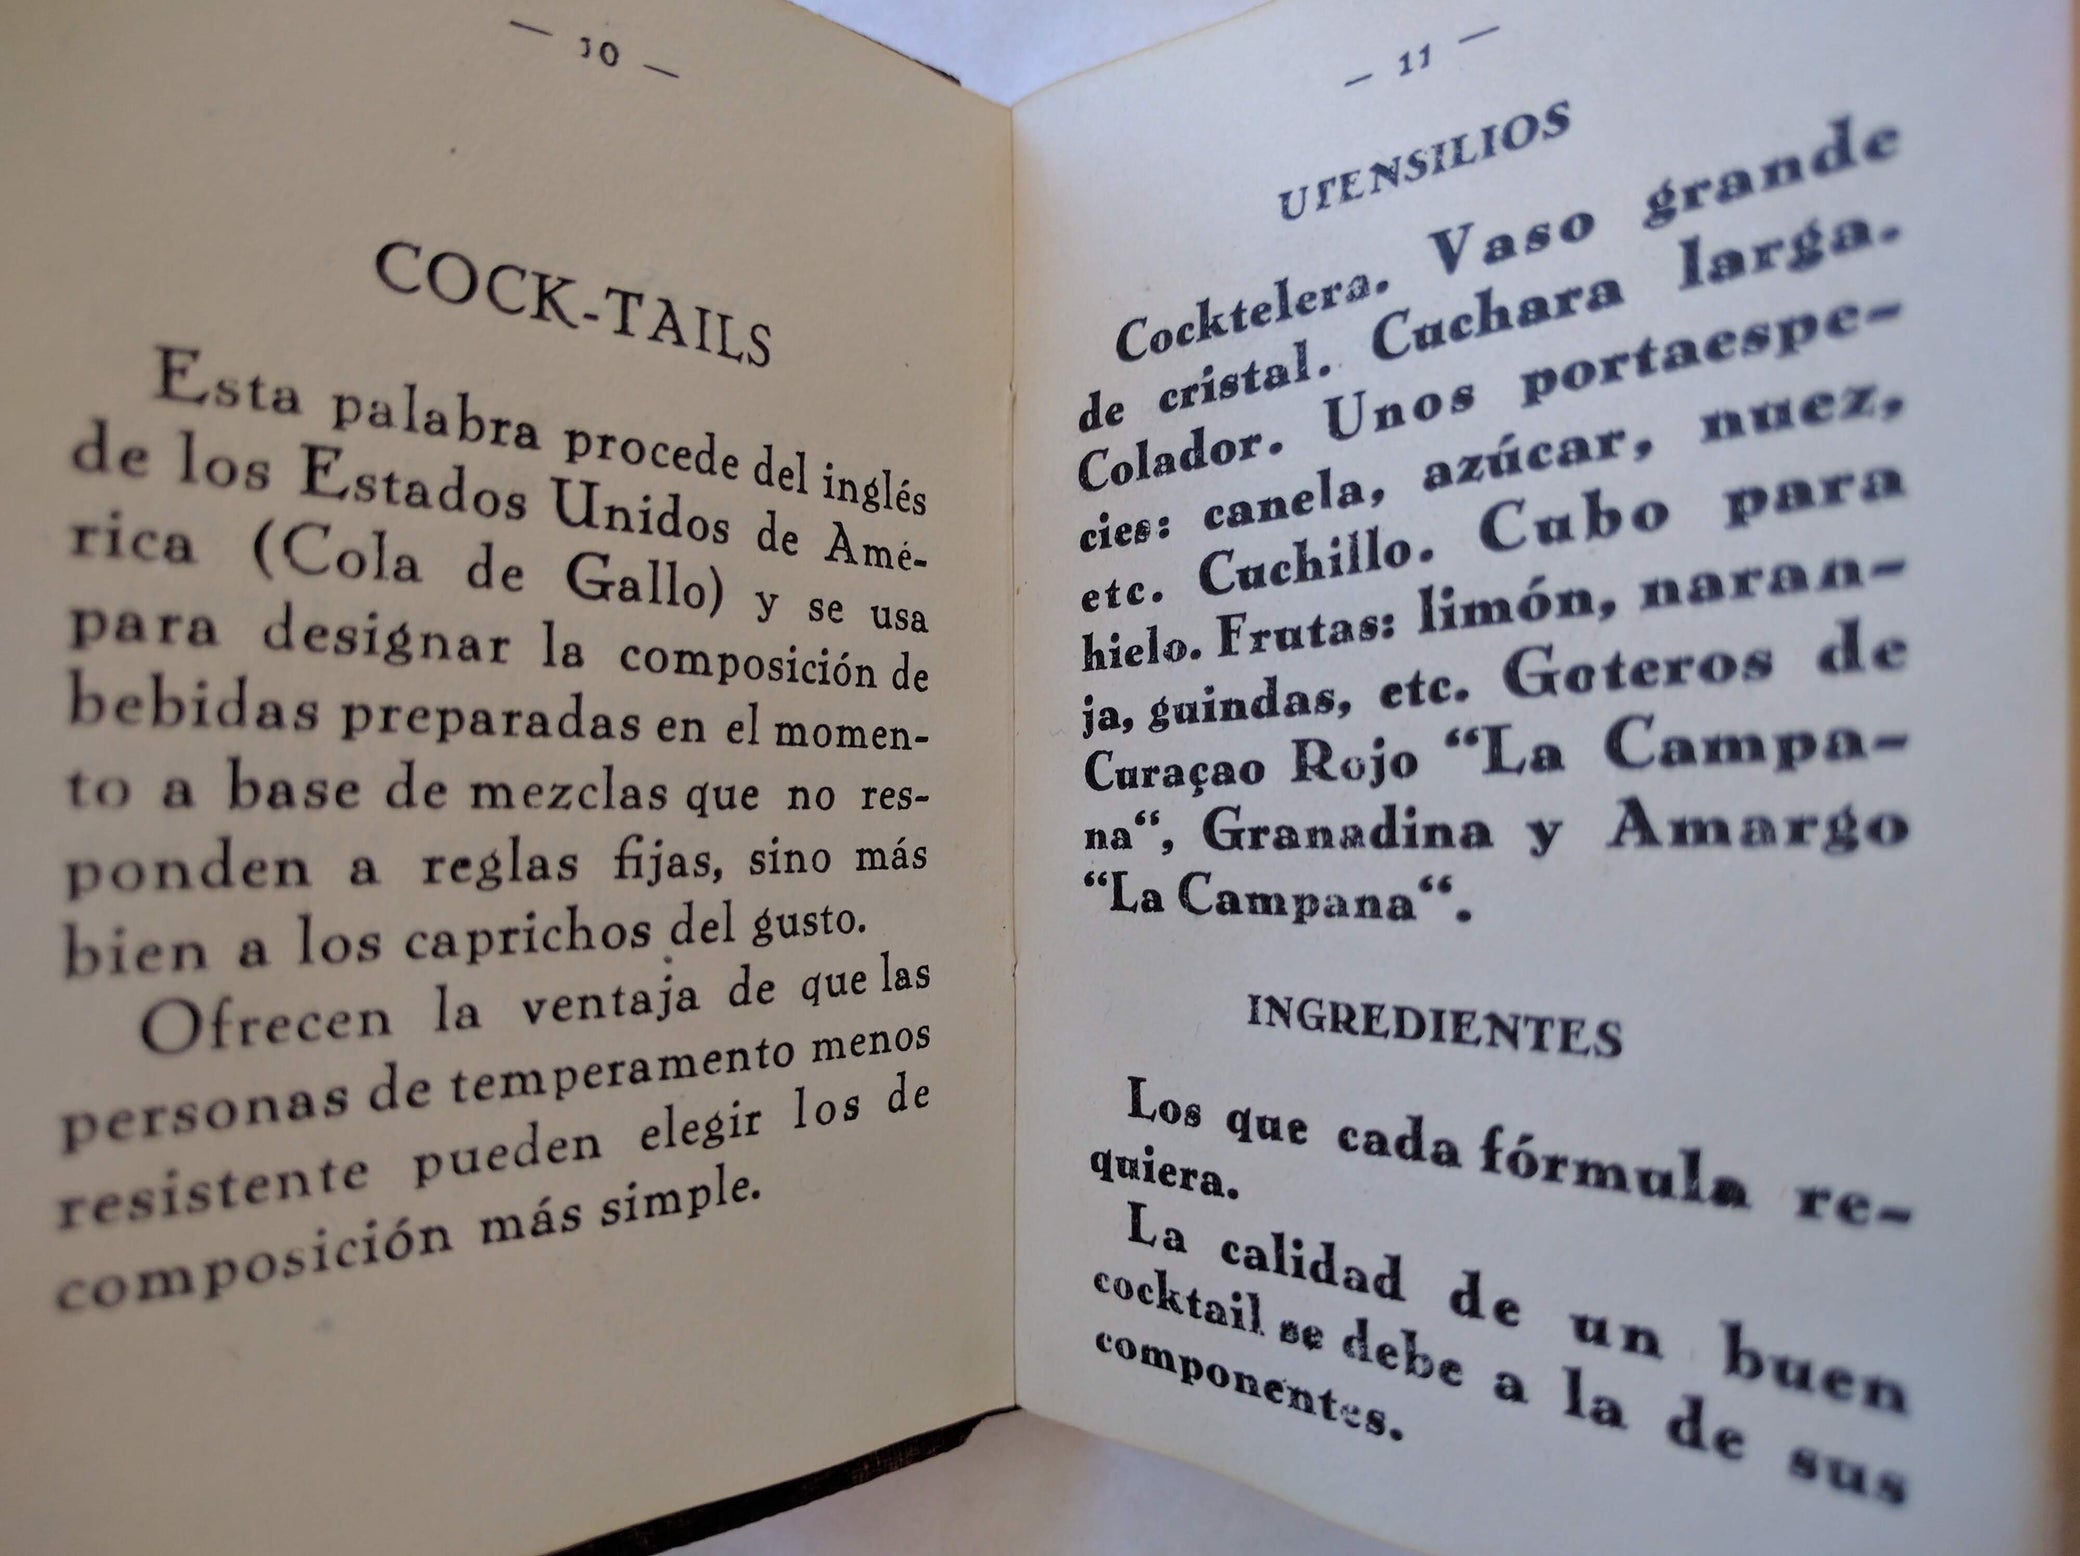 — 10 —
COCK-TAILS
Esta palabra procede del inglés
de los Estados Unidos de Amé-
rica (Cola de Gallo) y se usa
para designar la composición de
bebidas preparadas en el momen-
to a base de mezclas que no res-
ponden a reglas fijas, sino más
bien a los caprichos del gusto.
Ofrecen la ventaja de que las
personas de temperamento menos
resistente pueden elegir los de
composición más simple.
— 11 —
UTENSILIOS
Cocktelera. Vaso grande
de cristal. Cuchara larga.
Colador. Unos portaespe-
cies: canela, azúcar, nuez,
etc. Cuchillo. Cubo para
hielo. Frutas: limón, naran-
ja, guindas, etc. Goteros de
Curaçao Rojo “La Campa-
na“, Granadina y Amargo
“La Campana“.
INGREDIENTES
Los que cada fórmula re-
quiera.
La calidad de un buen
cocktail se debe a la de sus
componentes.